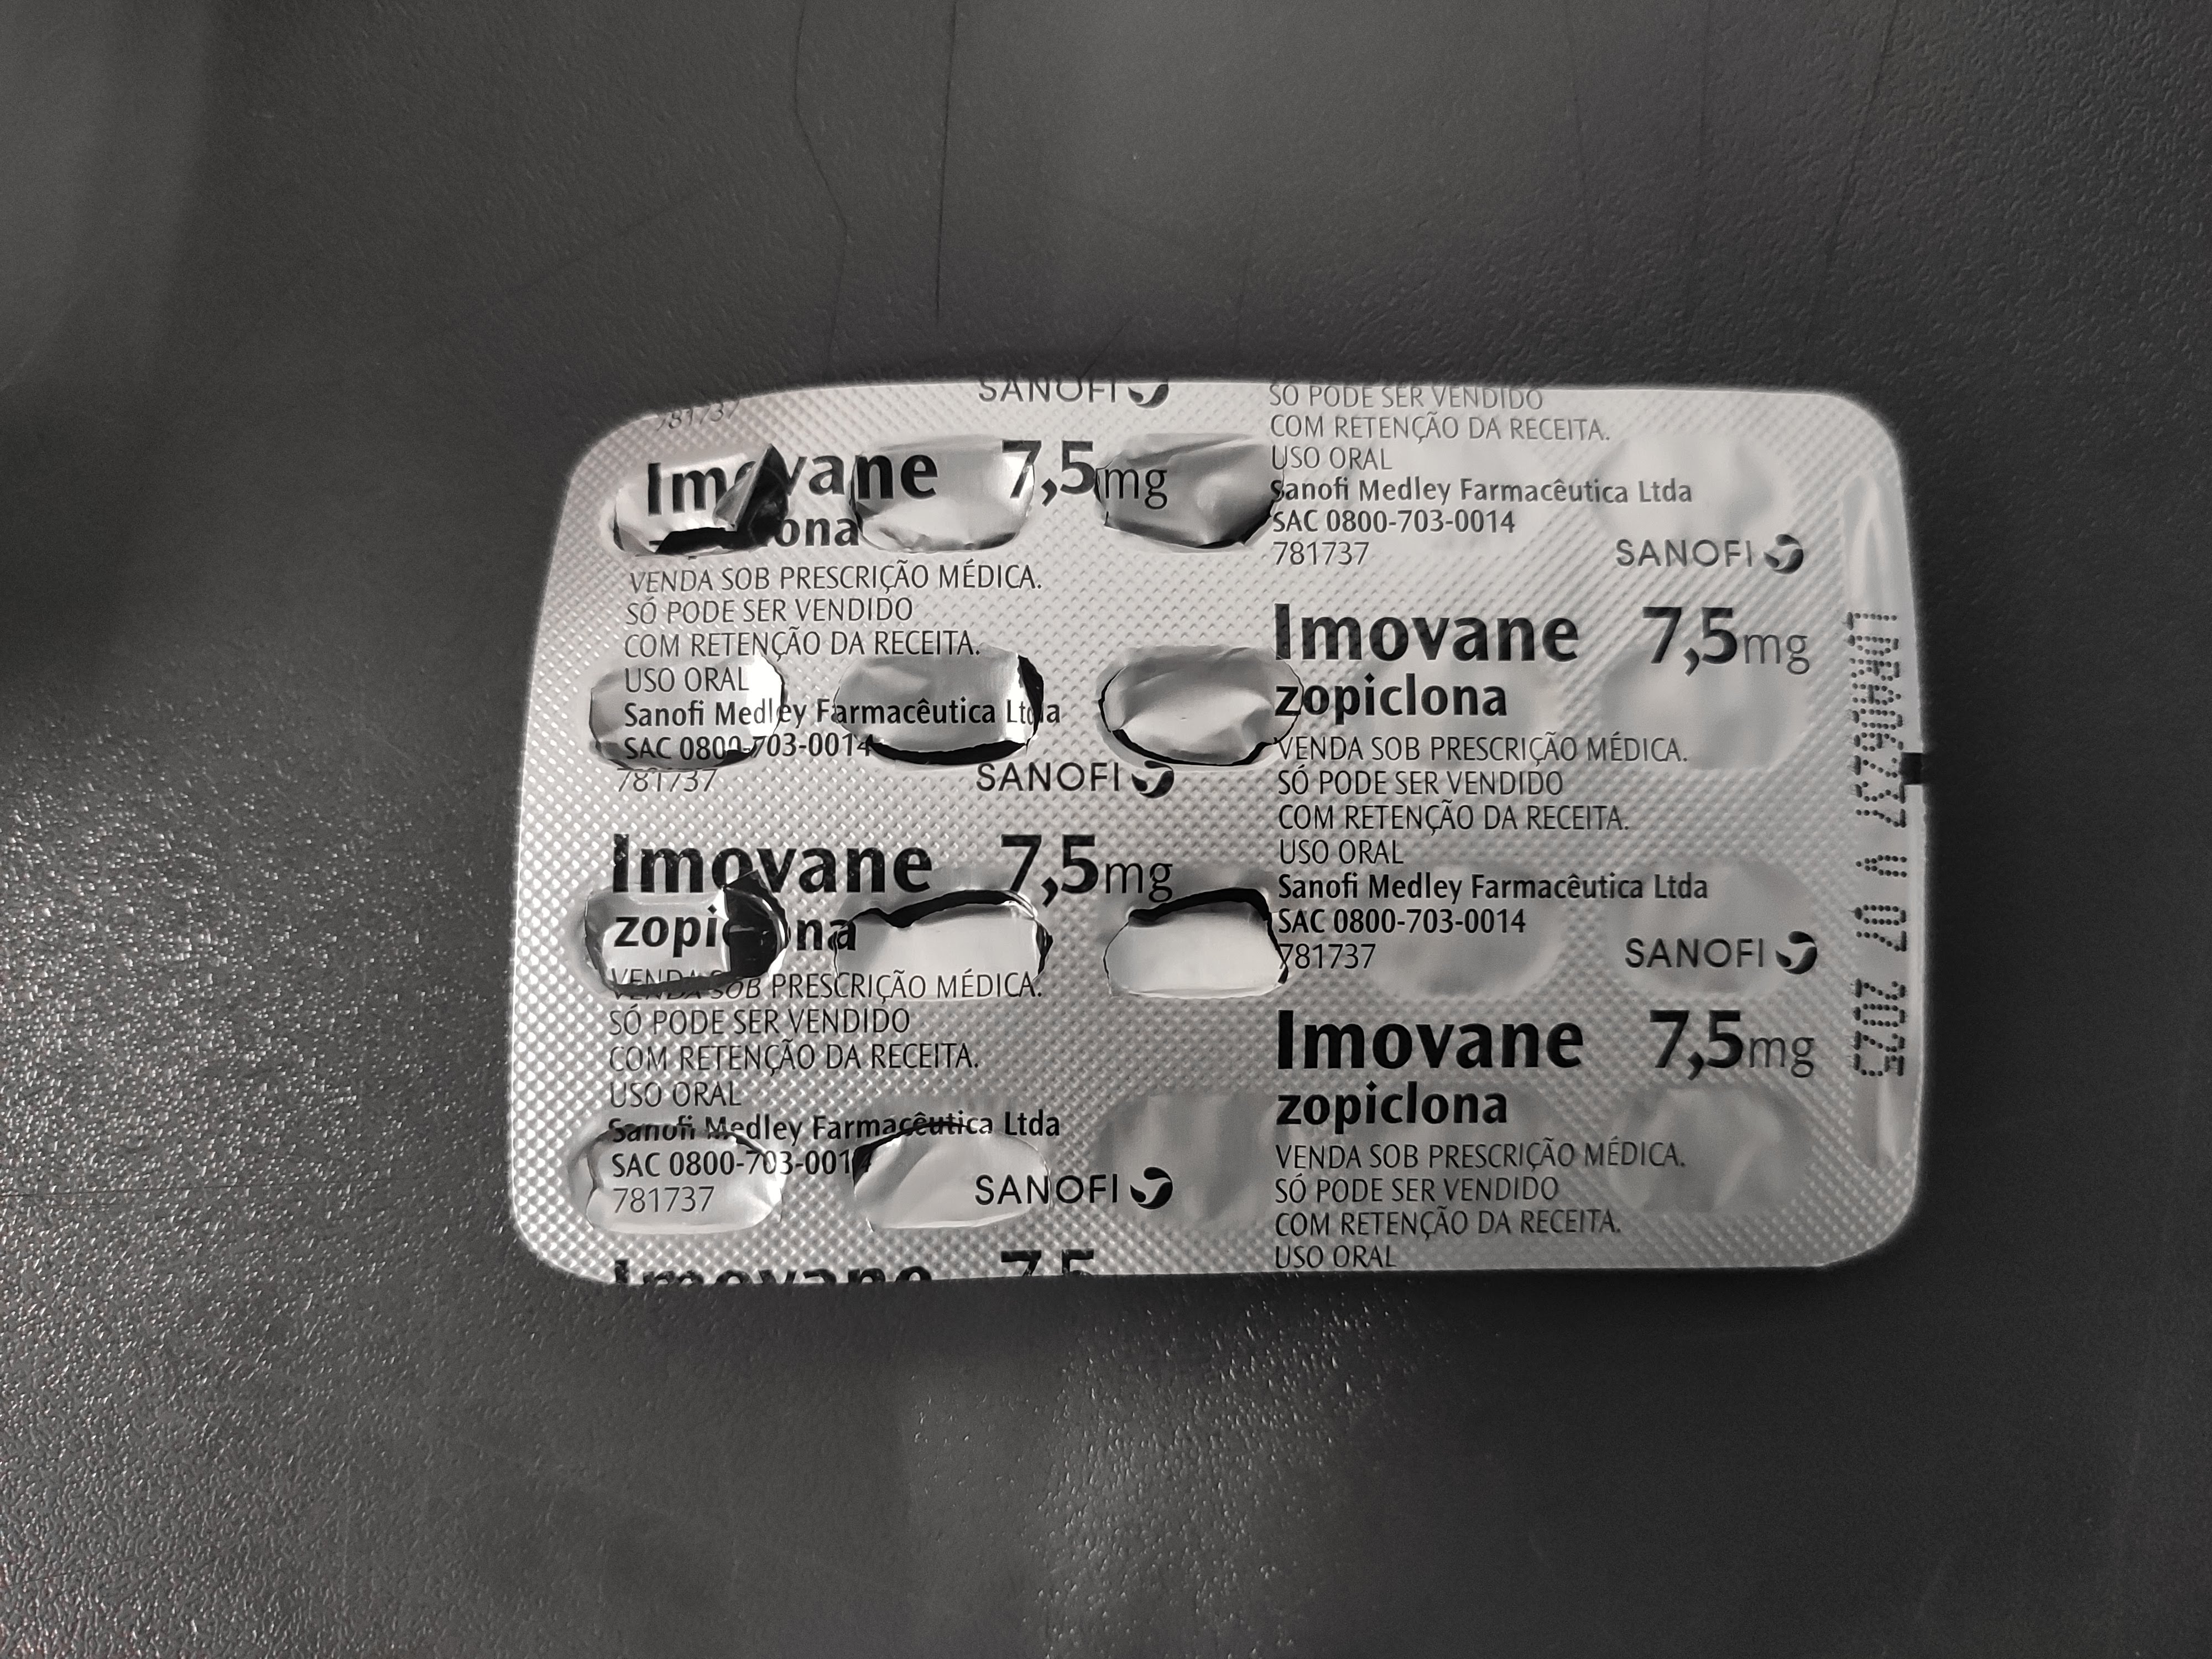 781737
SANOFI
Imovane 7,5mg
VENDA SOB PRESCRIÇÃO MÉDICA.
SÓ PODE SER VENDIDO
COM RETENÇÃO DA RECEITA.
USO ORAL
Sanofi Medley Farmacêutica Ltda
SAC 0800-703-0014
781737
SANOFI
Imovane 7,5mg
zopiclona
VENDA SOB PRESCRIÇÃO MÉDICA.
SÓ PODE SER VENDIDO
COM RETENÇÃO DA RECEITA.
USO ORAL
Sanofi Medley Farmacêutica Ltda
SAC 0800-703-0014
781737
SANOFI
Imovane 7,5
SÓ PODE SER VENDIDO
COM RETENÇÃO DA RECEITA.
USO ORAL
Sanofi Medley Farmacêutica Ltda
SAC 0800-703-0014
781737
SANOFI
Imovane 7,5mg
zopiclona
VENDA SOB PRESCRIÇÃO MÉDICA.
SÓ PODE SER VENDIDO
COM RETENÇÃO DA RECEITA.
USO ORAL
Sanofi Medley Farmacêutica Ltda
SAC 0800-703-0014
781737
SANOFI
Imovane 7,5mg
zopiclona
VENDA SOB PRESCRIÇÃO MÉDICA.
SÓ PODE SER VENDIDO
COM RETENÇÃO DA RECEITA.
USO ORAL
V 07 2025